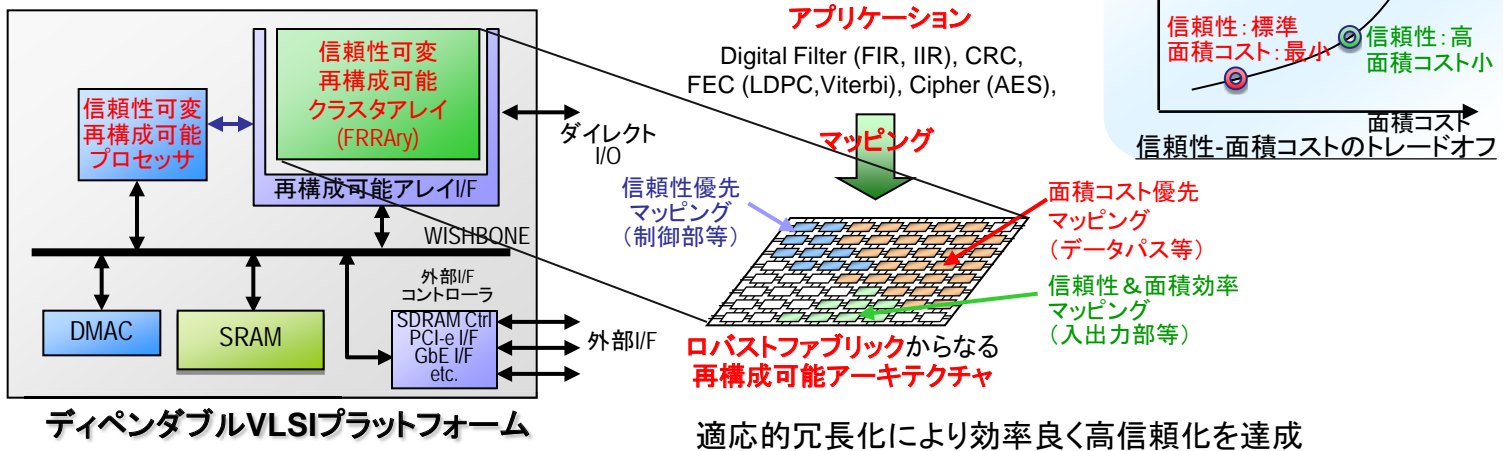 信頼性可変
再構成可能
クラスタアレイ
(FRRAry)
信頼性可変
再構成可能
プロセッサ
再構成可能アレイI/F
ダイレクト
I/O
WISHBONE
外部I/F
コントローラ
DMAC
SRAM
SDRAM Ctrl
PCI-e I/F
GbE I/F
etc.
外部I/F
ディペンダブルVLSIプラットフォーム
アプリケーション
Digital Filter (FIR, IIR), CRC,
FEC (LDPC,Viterbi), Cipher (AES),
マッピング
信頼性優先
マッピング
（制御部等）
面積コスト優先
マッピング
（データパス等）
信頼性＆面積効率
マッピング
（入出力部等）
ロバストファブリックからなる
再構成可能アーキテクチャ
信頼性：標準
面積コスト：最小
信頼性：高
面積コスト小
面積コスト
信頼性-面積コストのトレードオフ
適応的冗長化により効率良く高信頼化を達成